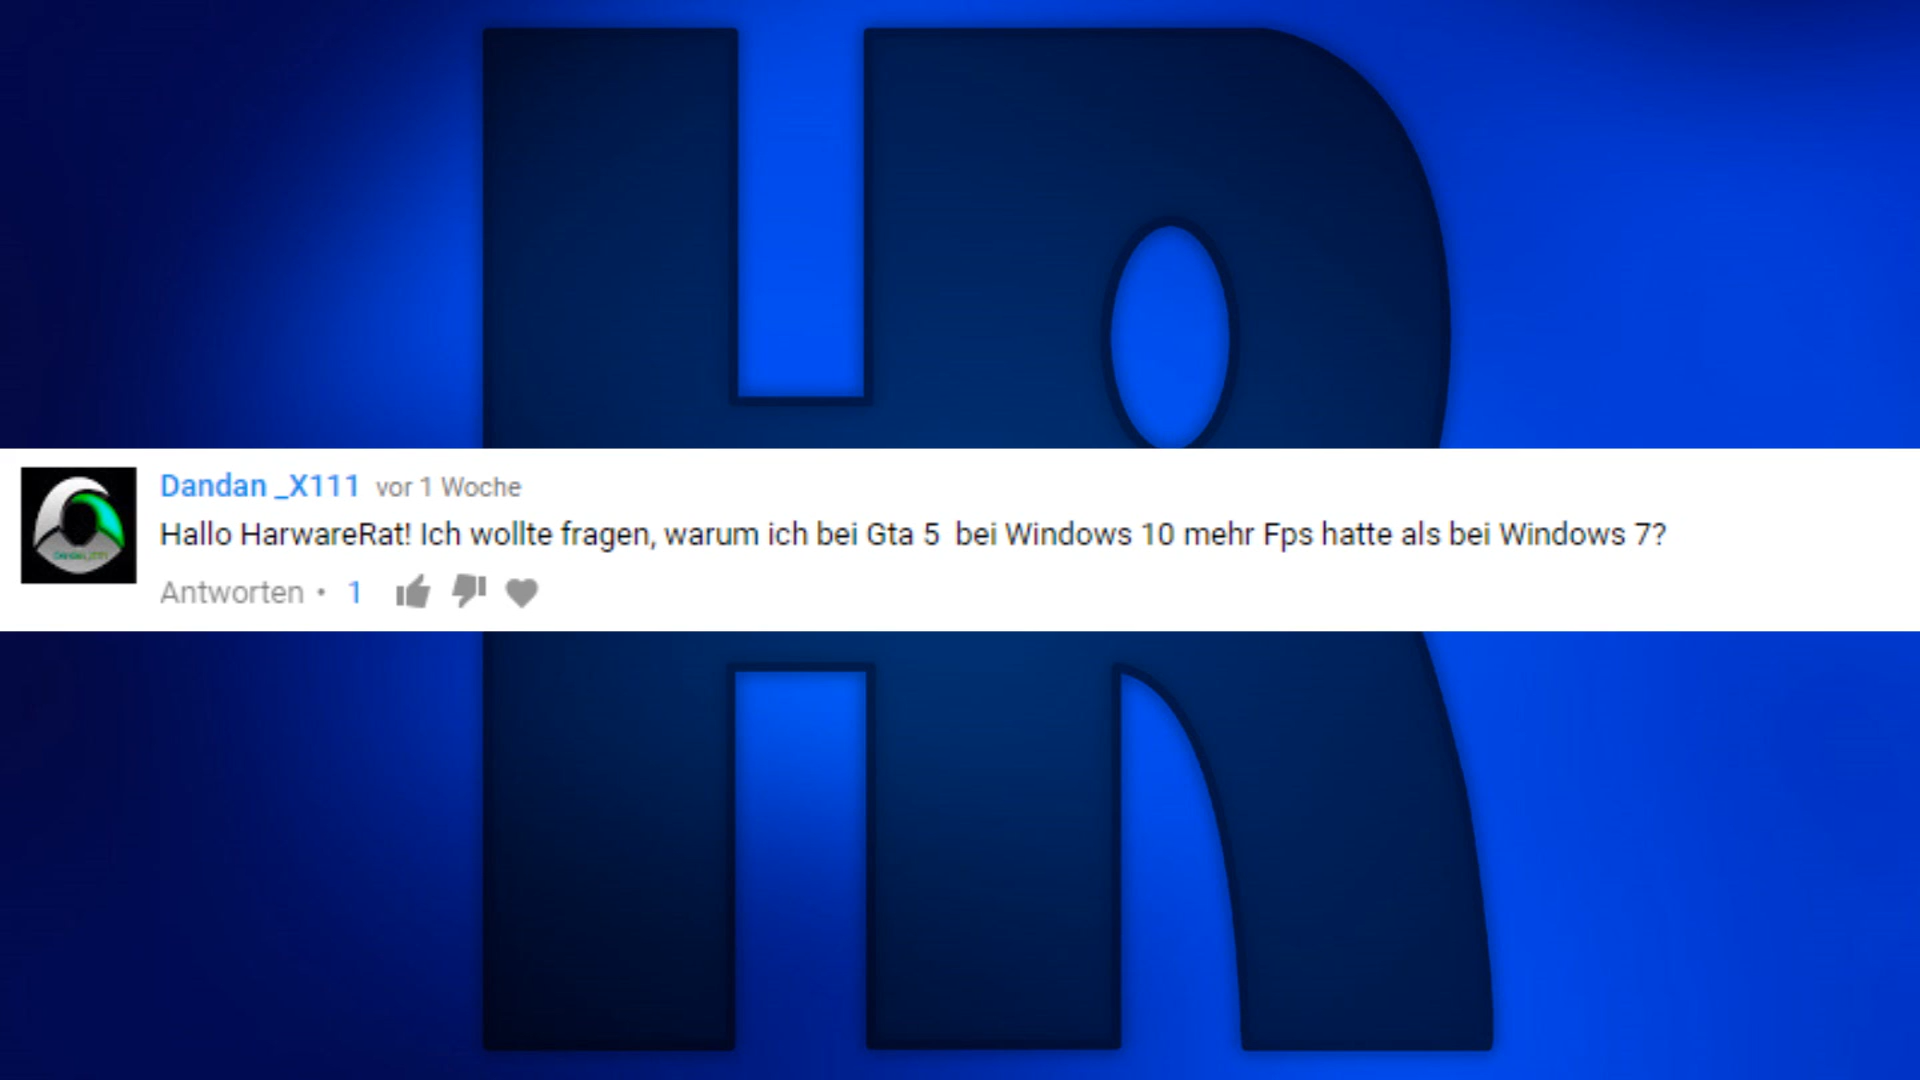 HR
Dandan _X111 vor 1 Woche
Hallo HarwareRat! Ich wollte fragen, warum ich bei Gta 5  bei Windows 10 mehr Fps hatte als bei Windows 7?
Antworten • 1